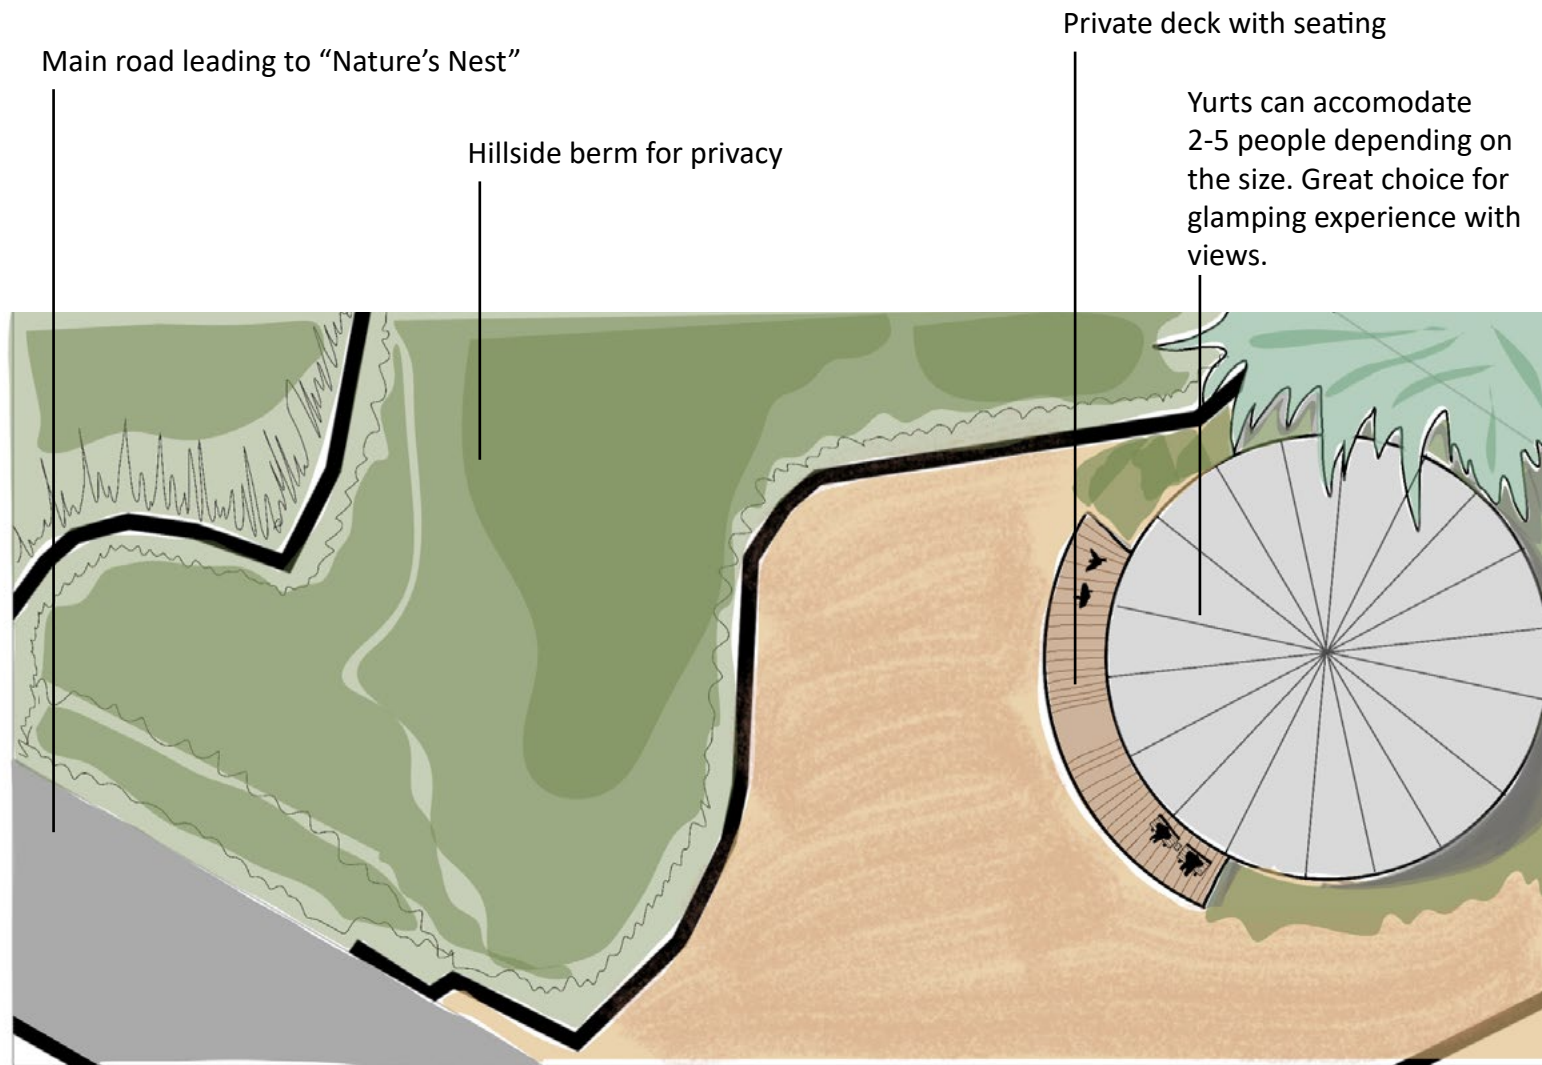 Private deck with seating
Main road leading to “Nature’s Nest”
Yurts can accomodate
2-5 people depending on
the size. Great choice for
glamping experience with
views.
Hillside berm for privacy